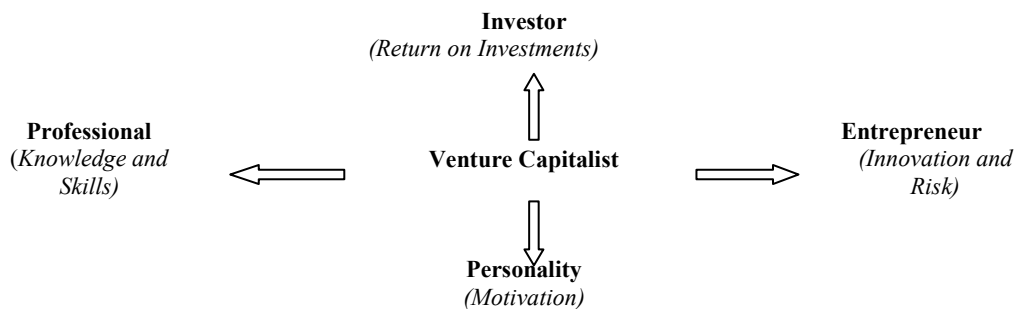 Investor
(Return on Investments)
Professional
(Knowledge and
Skills)
Venture Capitalist
Entrepreneur
(Innovation and
Risk)
Personality
(Motivation)